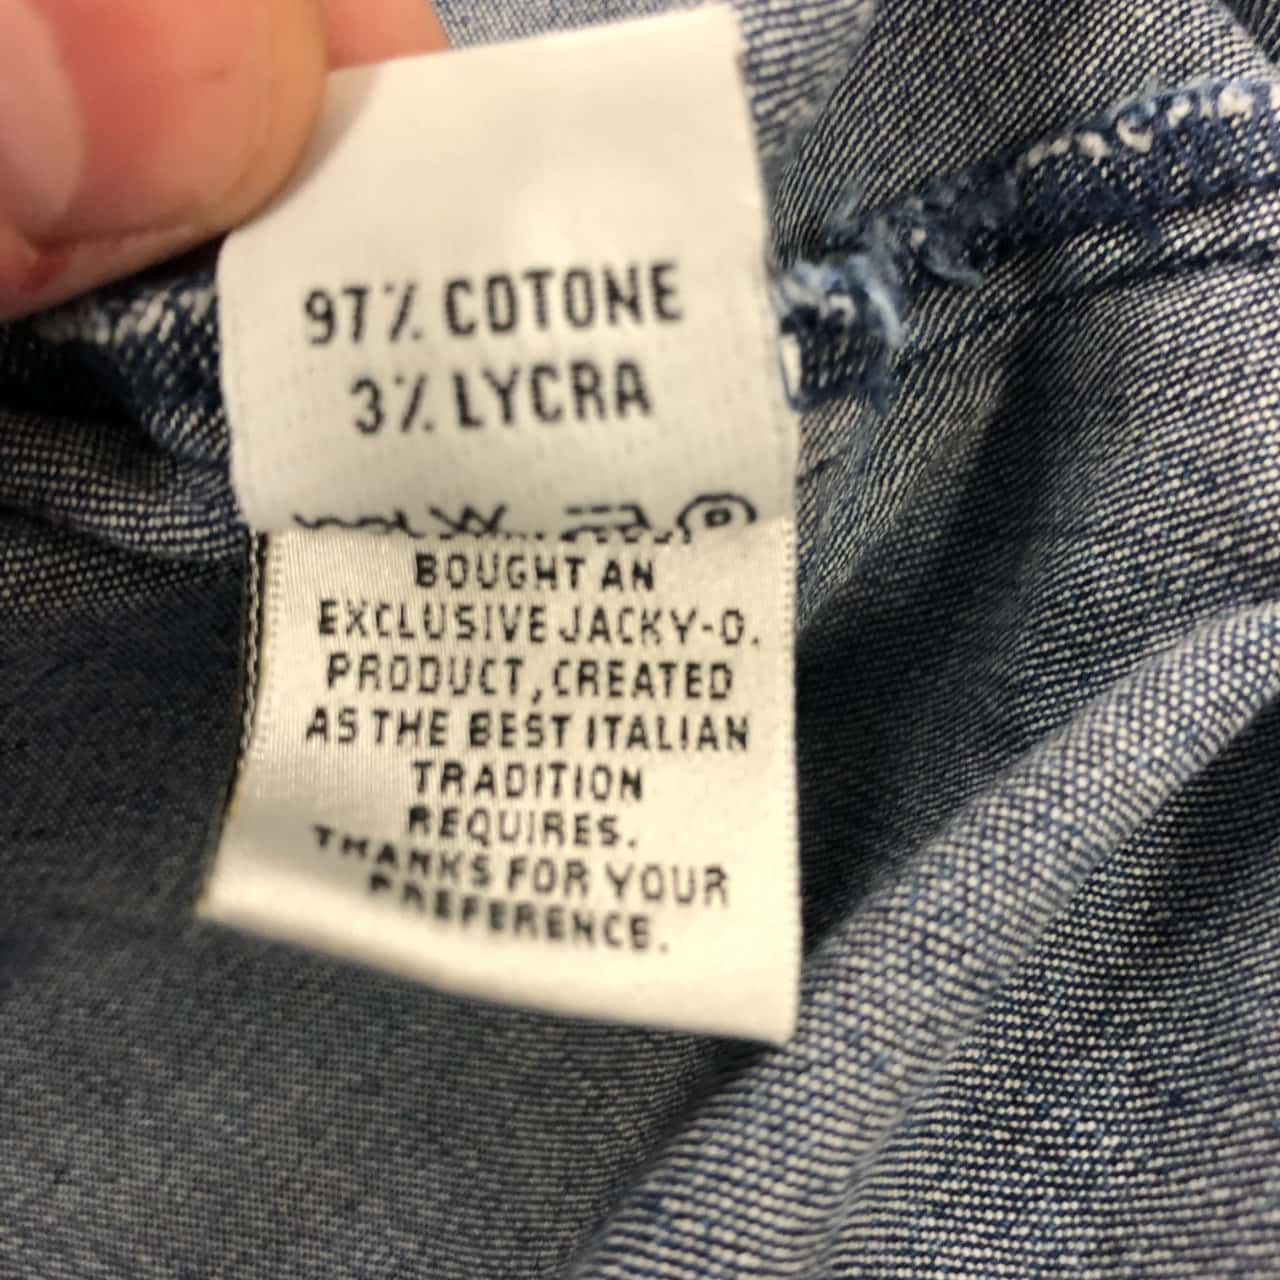 97% COTONE
3% LYCRA
BOUGHT AN
EXCLUSIVE JACKY-O.
PRODUCT, CREATED
AS THE BEST ITALIAN
TRADITION
REQUIRES.
THANKS FOR YOUR
PREFERENCE.